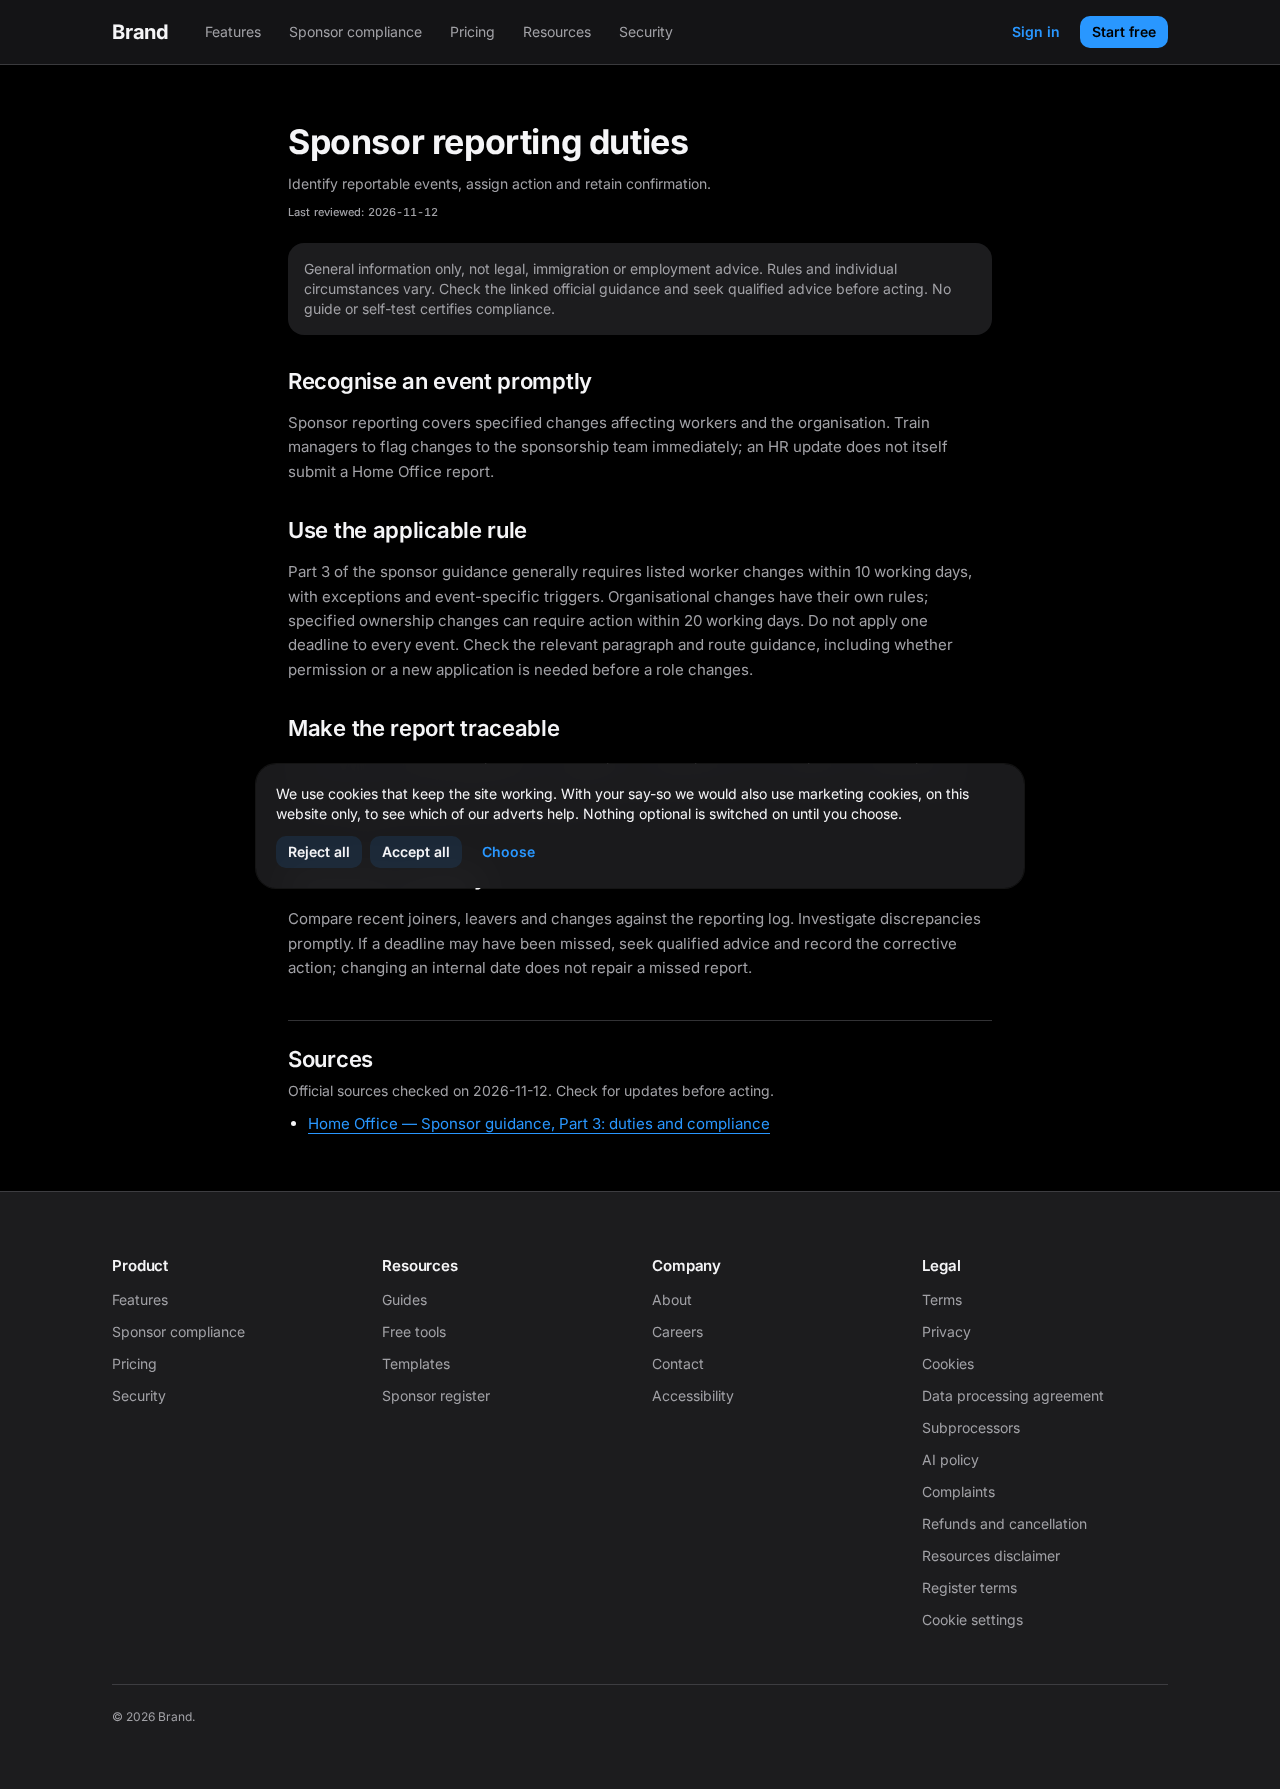 Brand
Features
Sponsor compliance
Pricing
Resources
Security
Sign in
Start free
Sponsor reporting duties
Identify reportable events, assign action and retain confirmation.
Last reviewed: 2026-11-12
General information only, not legal, immigration or employment advice. Rules and individual
circumstances vary. Check the linked official guidance and seek qualified advice before acting. No
guide or self-test certifies compliance.
Recognise an event promptly
Sponsor reporting covers specified changes affecting workers and the organisation. Train
managers to flag changes to the sponsorship team immediately; an HR update does not itself
submit a Home Office report.
Use the applicable rule
Part 3 of the sponsor guidance generally requires listed worker changes within 10 working days,
with exceptions and event-specific triggers. Organisational changes have their own rules;
specified ownership changes can require action within 20 working days. Do not apply one
deadline to every event. Check the relevant paragraph and route guidance, including whether
permission or a new application is needed before a role changes.
Make the report traceable
We use cookies that keep the site working. With your say-so we would also use marketing cookies, on this
website only, to see which of our adverts help. Nothing optional is switched on until you choose.
Reject all
Accept all
Choose
Compare recent joiners, leavers and changes against the reporting log. Investigate discrepancies
promptly. If a deadline may have been missed, seek qualified advice and record the corrective
action; changing an internal date does not repair a missed report.
Sources
Official sources checked on 2026-11-12. Check for updates before acting.
Home Office — Sponsor guidance, Part 3: duties and compliance
Product
Features
Sponsor compliance
Pricing
Security
Resources
Guides
Free tools
Templates
Sponsor register
Company
About
Careers
Contact
Accessibility
Legal
Terms
Privacy
Cookies
Data processing agreement
Subprocessors
AI policy
Complaints
Refunds and cancellation
Resources disclaimer
Register terms
Cookie settings
© 2026 Brand.